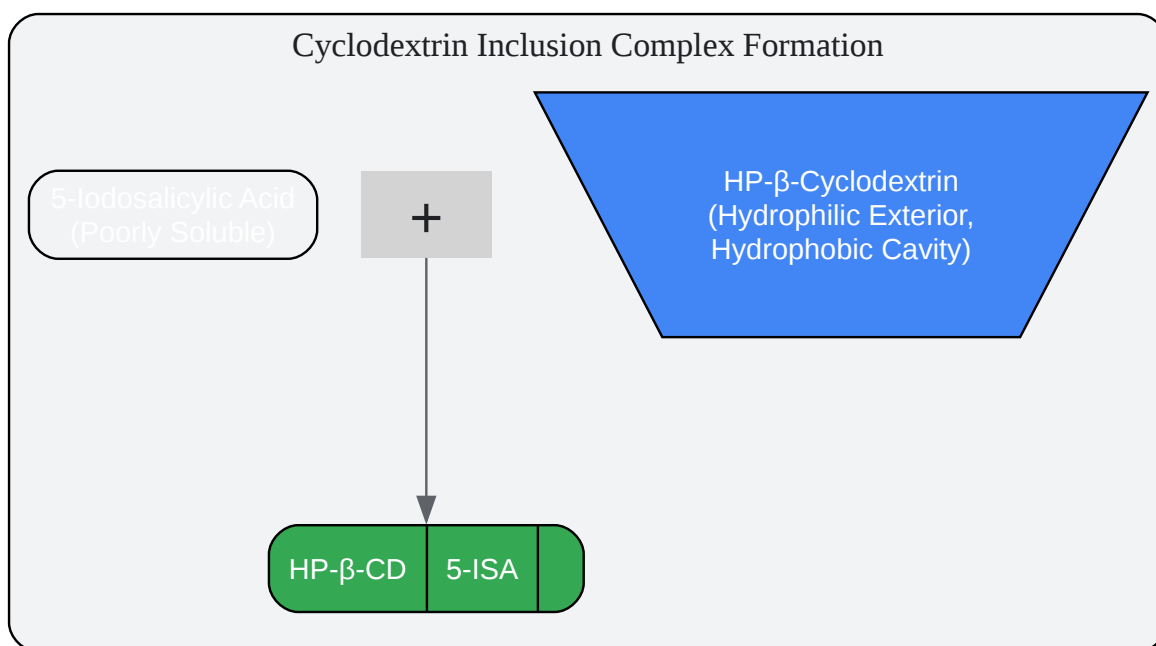 Cyclodextrin Inclusion Complex Formation
5-Iodosalicylic Acid
(Poorly Soluble)
+
HP-β-Cyclodextrin
(Hydrophilic Exterior,
Hydrophobic Cavity)
HP-β-CD
5-ISA